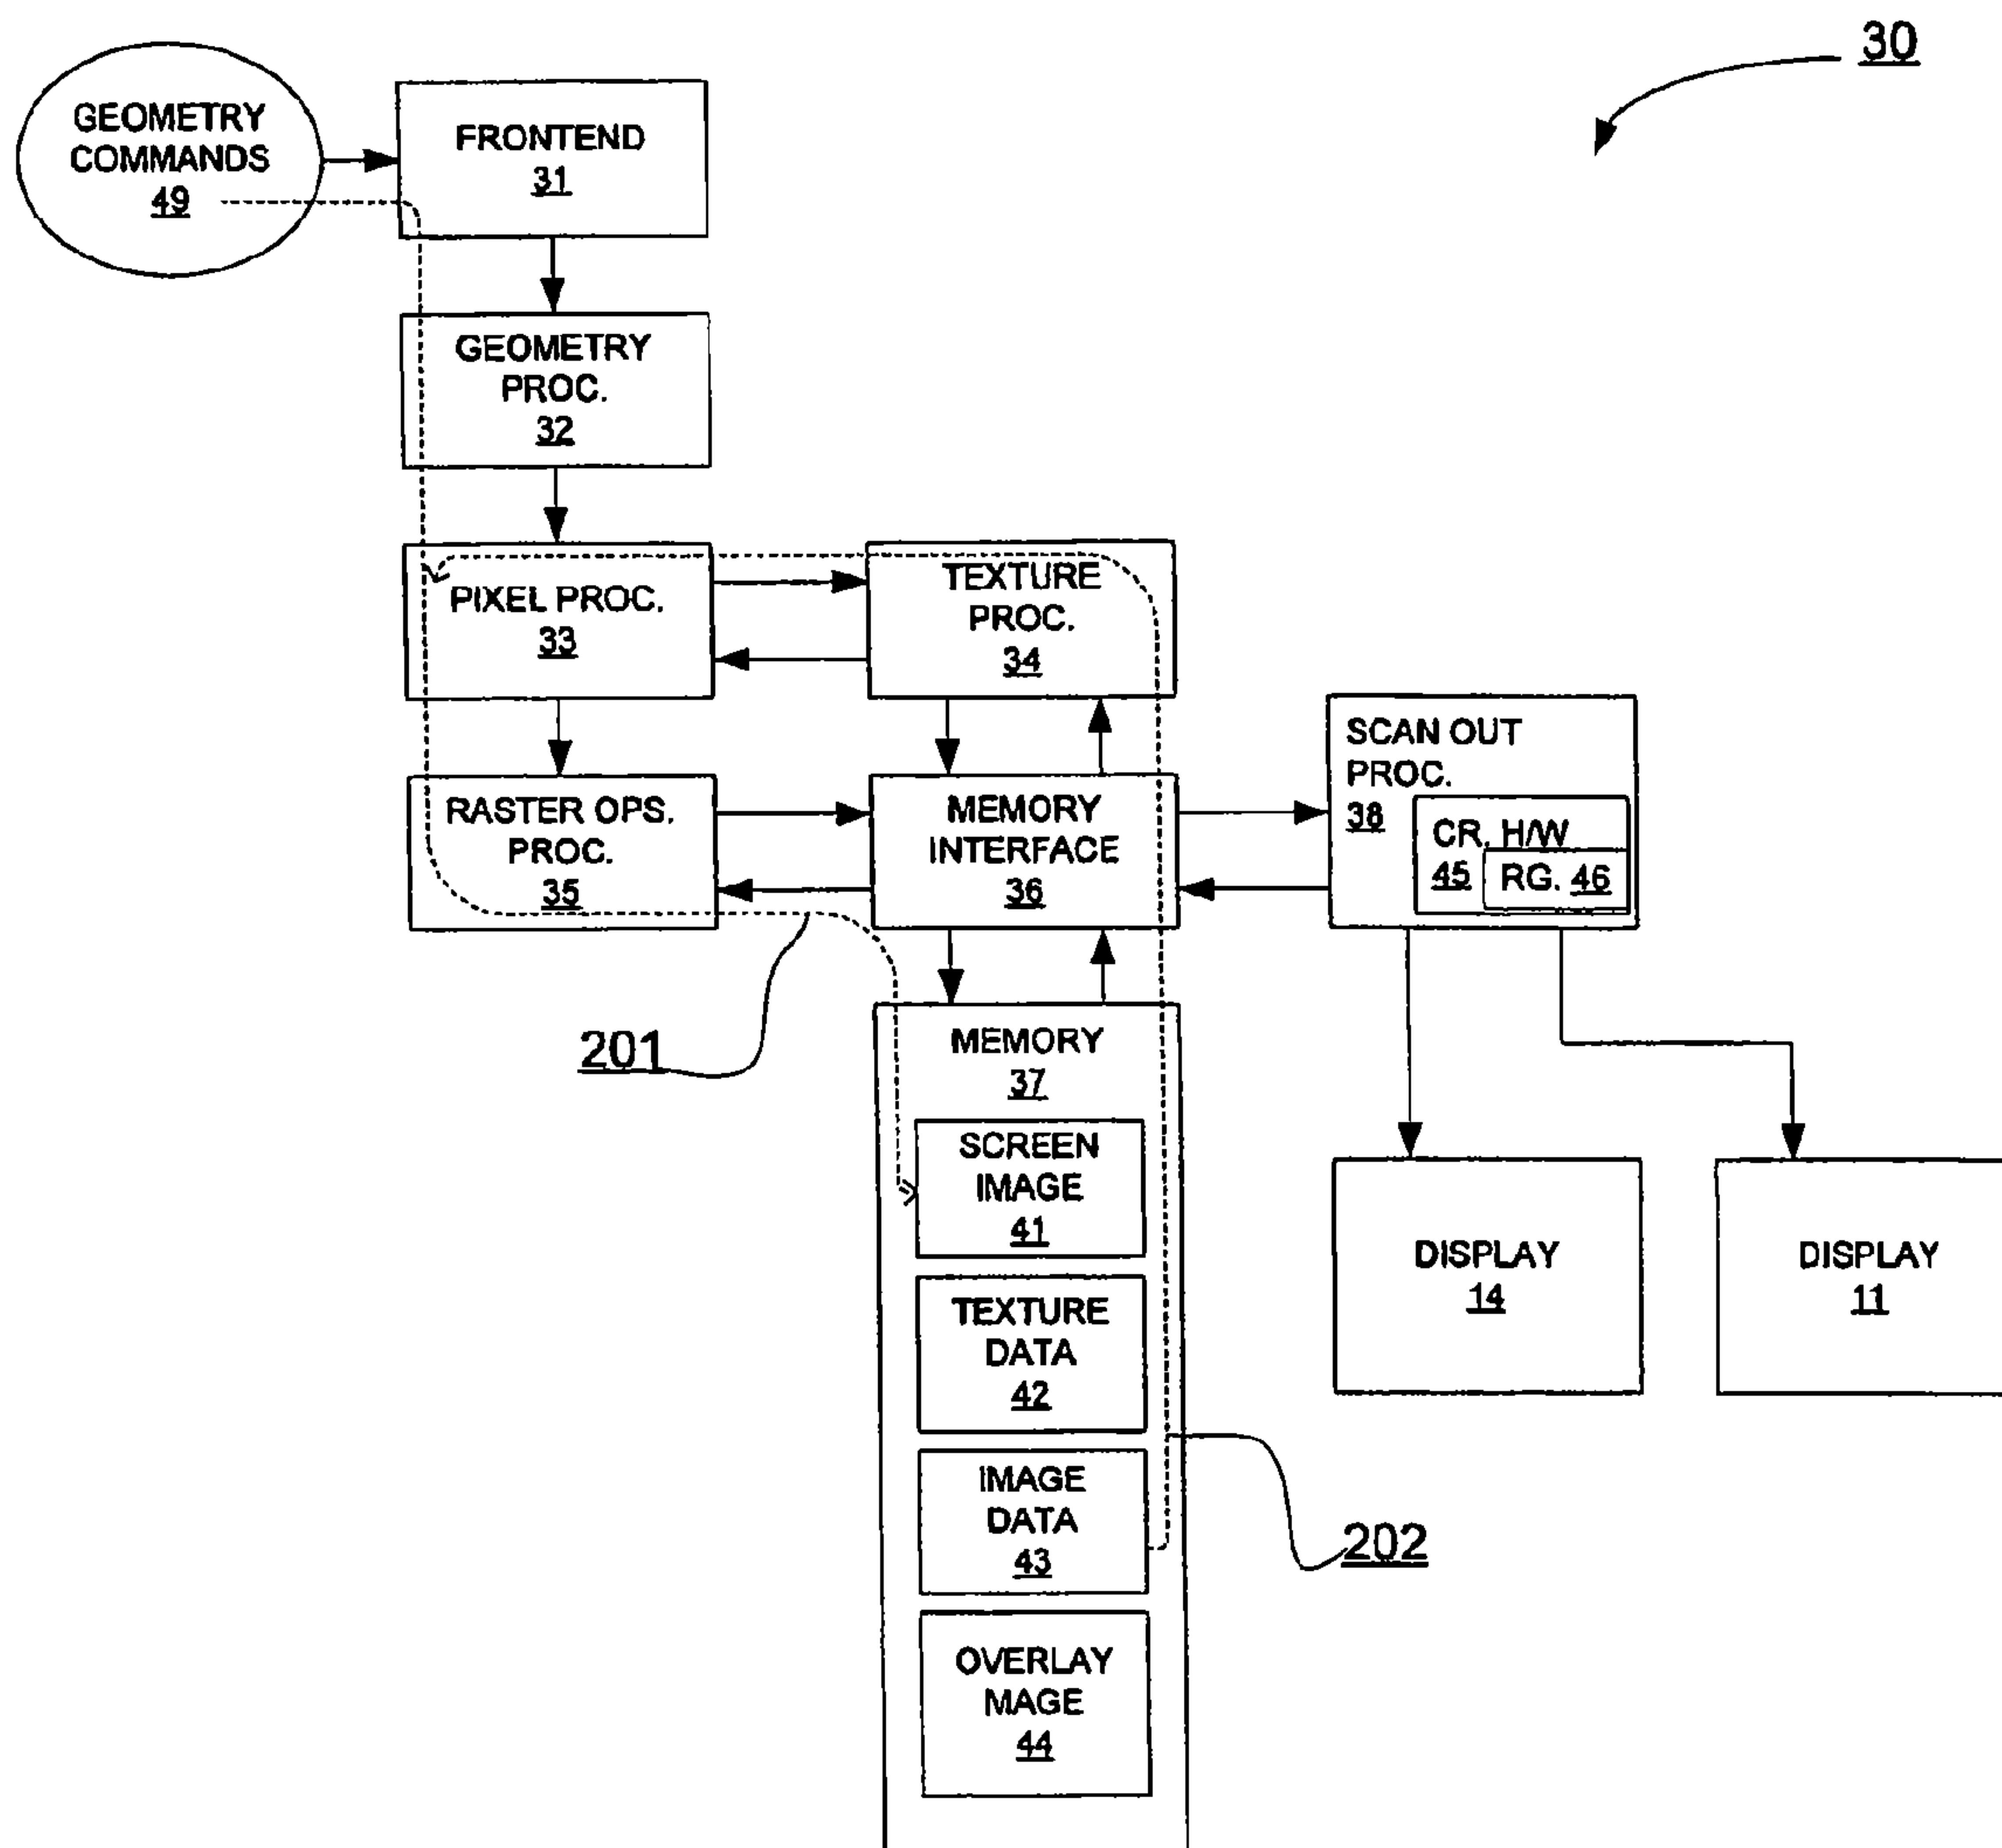 30
GEOMETRY
COMMANDS
49
FRONTEND
31
GEOMETRY
PROC.
32
PIXEL PROC.
33
TEXTURE
PROC.
34
RASTER OPS.
PROC.
35
MEMORY
INTERFACE
36
SCAN OUT
PROC.
38
CR. H/W
45
RG. 46
201
MEMORY
37
SCREEN
IMAGE
41
TEXTURE
DATA
42
IMAGE
DATA
43
OVERLAY
MAGE
44
202
DISPLAY
14
DISPLAY
11